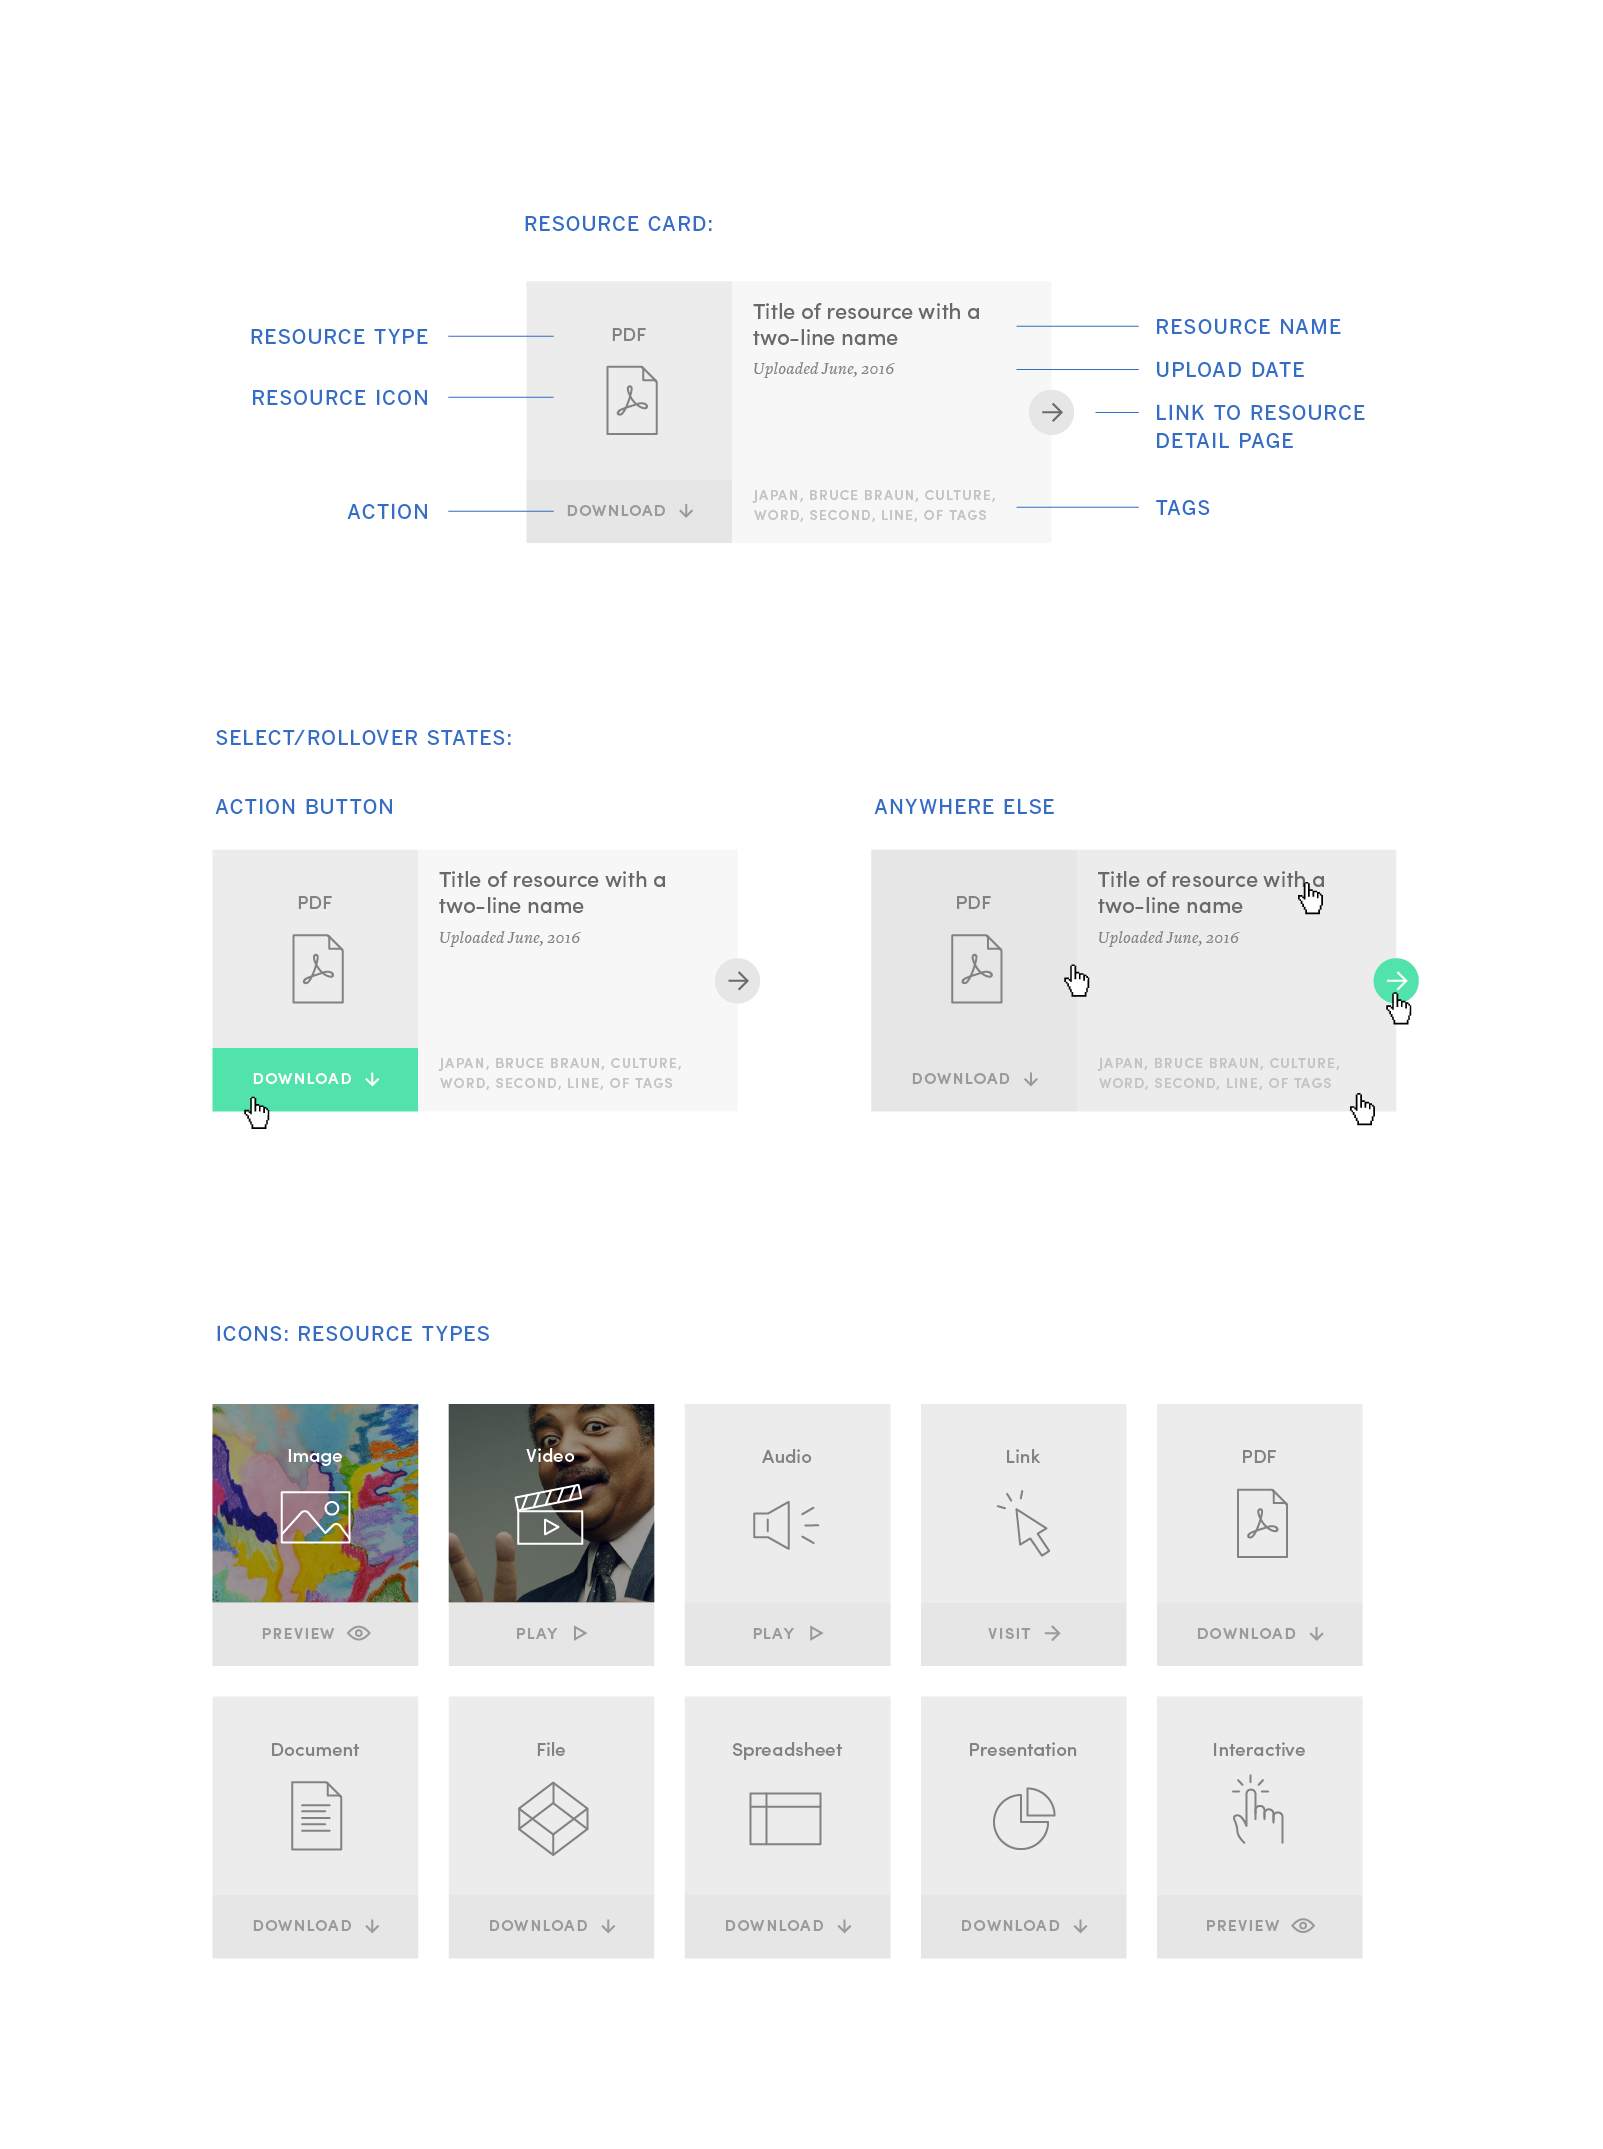 RESOURCE CARD:
RESOURCE TYPE
RESOURCE ICON
ACTION
PDF
DOWNLOAD
Title of resource with a
two-line name
Uploaded June, 2016
JAPAN, BRUCE BRAUN, CULTURE,
WORD, SECOND, LINE, OF TAGS
RESOURCE NAME
UPLOAD DATE
LINK TO RESOURCE
DETAIL PAGE
TAGS
SELECT/ROLLOVER STATES:
ACTION BUTTON
PDF
DOWNLOAD
Title of resource with a
two-line name
Uploaded June, 2016
JAPAN, BRUCE BRAUN, CULTURE,
WORD, SECOND, LINE, OF TAGS
ANYWHERE ELSE
PDF
DOWNLOAD
Title of resource with a
two-line name
Uploaded June, 2016
JAPAN, BRUCE BRAUN, CULTURE,
WORD, SECOND, LINE, OF TAGS
ICONS: RESOURCE TYPES
Image
PREVIEW
Video
PLAY
Audio
PLAY
Link
VISIT
PDF
DOWNLOAD
Document
DOWNLOAD
File
DOWNLOAD
Spreadsheet
DOWNLOAD
Presentation
DOWNLOAD
Interactive
PREVIEW